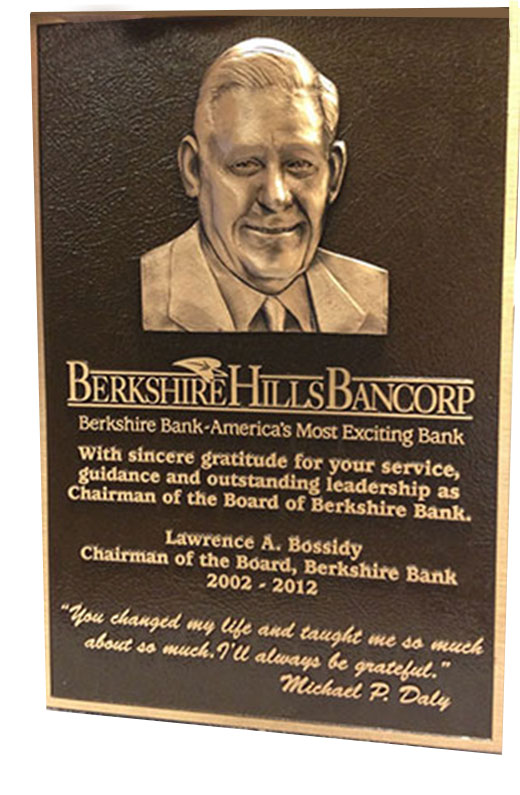 BERKSHIRE HILLS BANCORP
Berkshire Bank-America's Most Exciting Bank
With sincere gratitude for your service,
guidance and outstanding leadership as
Chairman of the Board of Berkshire Bank.
Lawrence A. Bossidy
Chairman of the Board, Berkshire Bank
2002 - 2012
"You changed my life and taught me so much
about so much. I'll always be grateful."
Michael P. Daly